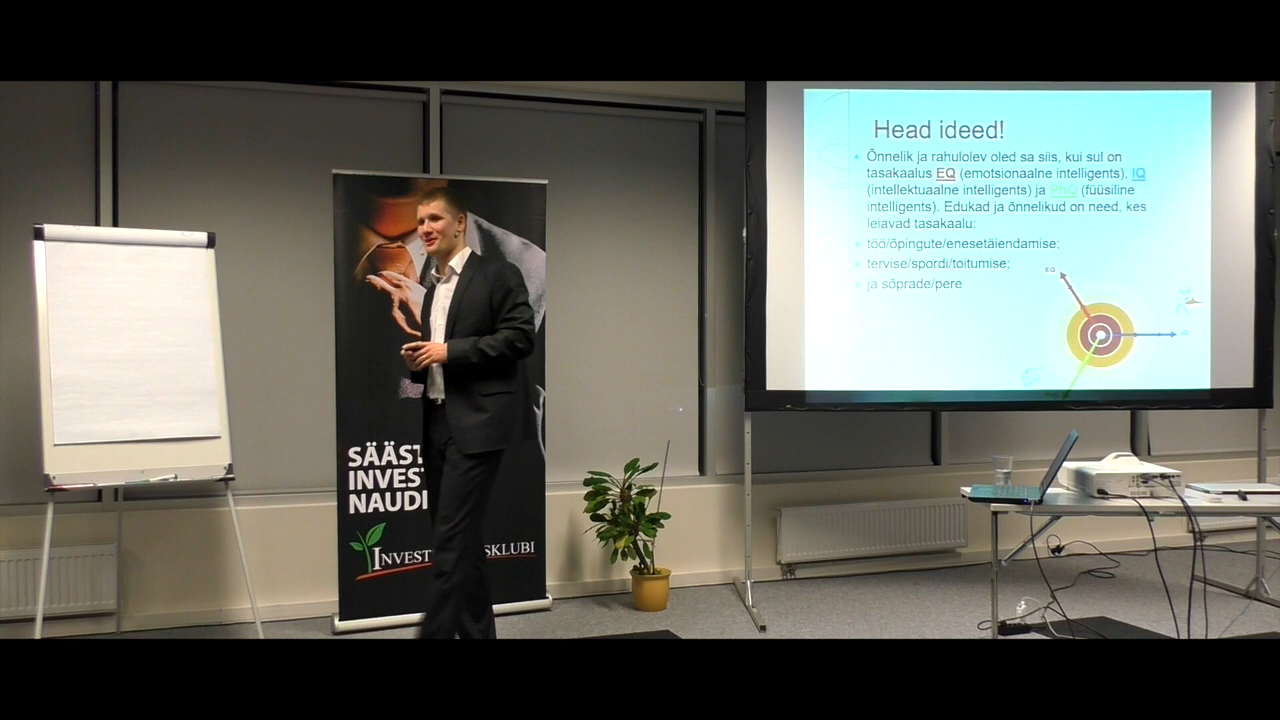 Head ideed!
Õnnelik ja rahulolev oled sa siis, kui sul on
tasakaalus EQ (emotsionaalne intelligents), IQ
(intellektuaalne intelligents) ja PhQ (füüsiline
intelligents). Edukad ja õnnelikud on need, kes
leiavad tasakaalu:
töö/õpingute/enesetäiendamise;
tervise/spordi/toitumise;
ja sõprade/pere
EQ
SÄÄST
INVES
NAUDI
INVEST SKLUBI